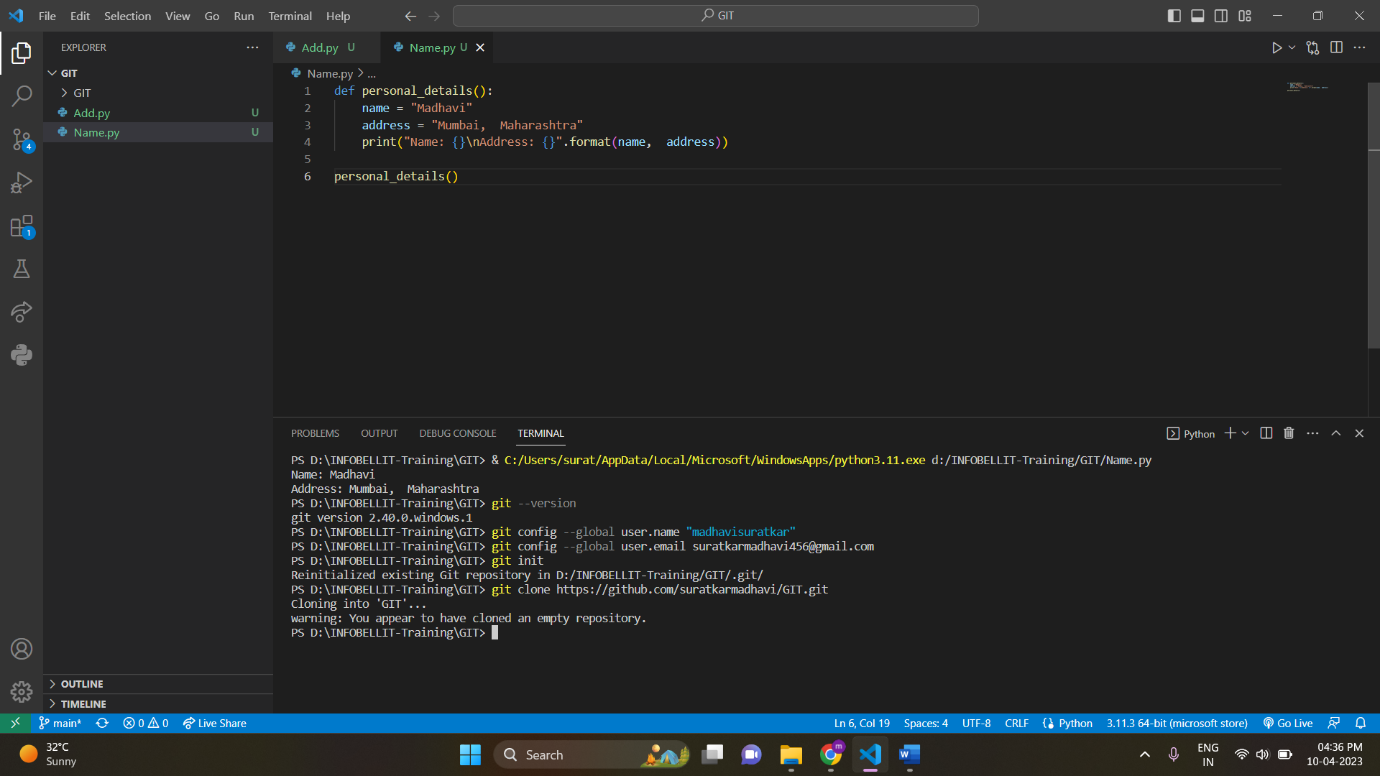 File Edit Selection View Go Run Terminal Help
GIT
EXPLORER
GIT
GIT
Add.py U
Name.py U
4
1
OUTLINE
TIMELINE
Add.py U
Name.py U
Name.py > ...
1 def personal_details():
2 name = "Madhavi"
3 address = "Mumbai,  Maharashtra"
4 print("Name: {}\nAddress: {}".format(name,  address))
5
6 personal_details()
PROBLEMS OUTPUT DEBUG CONSOLE TERMINAL
Python
PS D:\INFOBELLIT-Training\GIT> & C:/Users/surat/AppData/Local/Microsoft/WindowsApps/python3.11.exe d:/INFOBELLIT-Training/GIT/Name.py
Name: Madhavi
Address: Mumbai,  Maharashtra
PS D:\INFOBELLIT-Training\GIT> git --version
git version 2.40.0.windows.1
PS D:\INFOBELLIT-Training\GIT> git config --global user.name "madhavisuratkar"
PS D:\INFOBELLIT-Training\GIT> git config --global user.email suratkarmadhavi456@gmail.com
PS D:\INFOBELLIT-Training\GIT> git init
Reinitialized existing Git repository in D:/INFOBELLIT-Training/GIT/.git/
PS D:\INFOBELLIT-Training\GIT> git clone https://github.com/suratkarmadhavi/GIT.git
Cloning into 'GIT'...
warning: You appear to have cloned an empty repository.
PS D:\INFOBELLIT-Training\GIT>
main* 0 0 Live Share Ln 6, Col 19 Spaces: 4 UTF-8 CRLF Python 3.11.3 64-bit (microsoft store) Go Live
32°C
Sunny
Search
m
ENG
IN
04:36 PM
10-04-2023